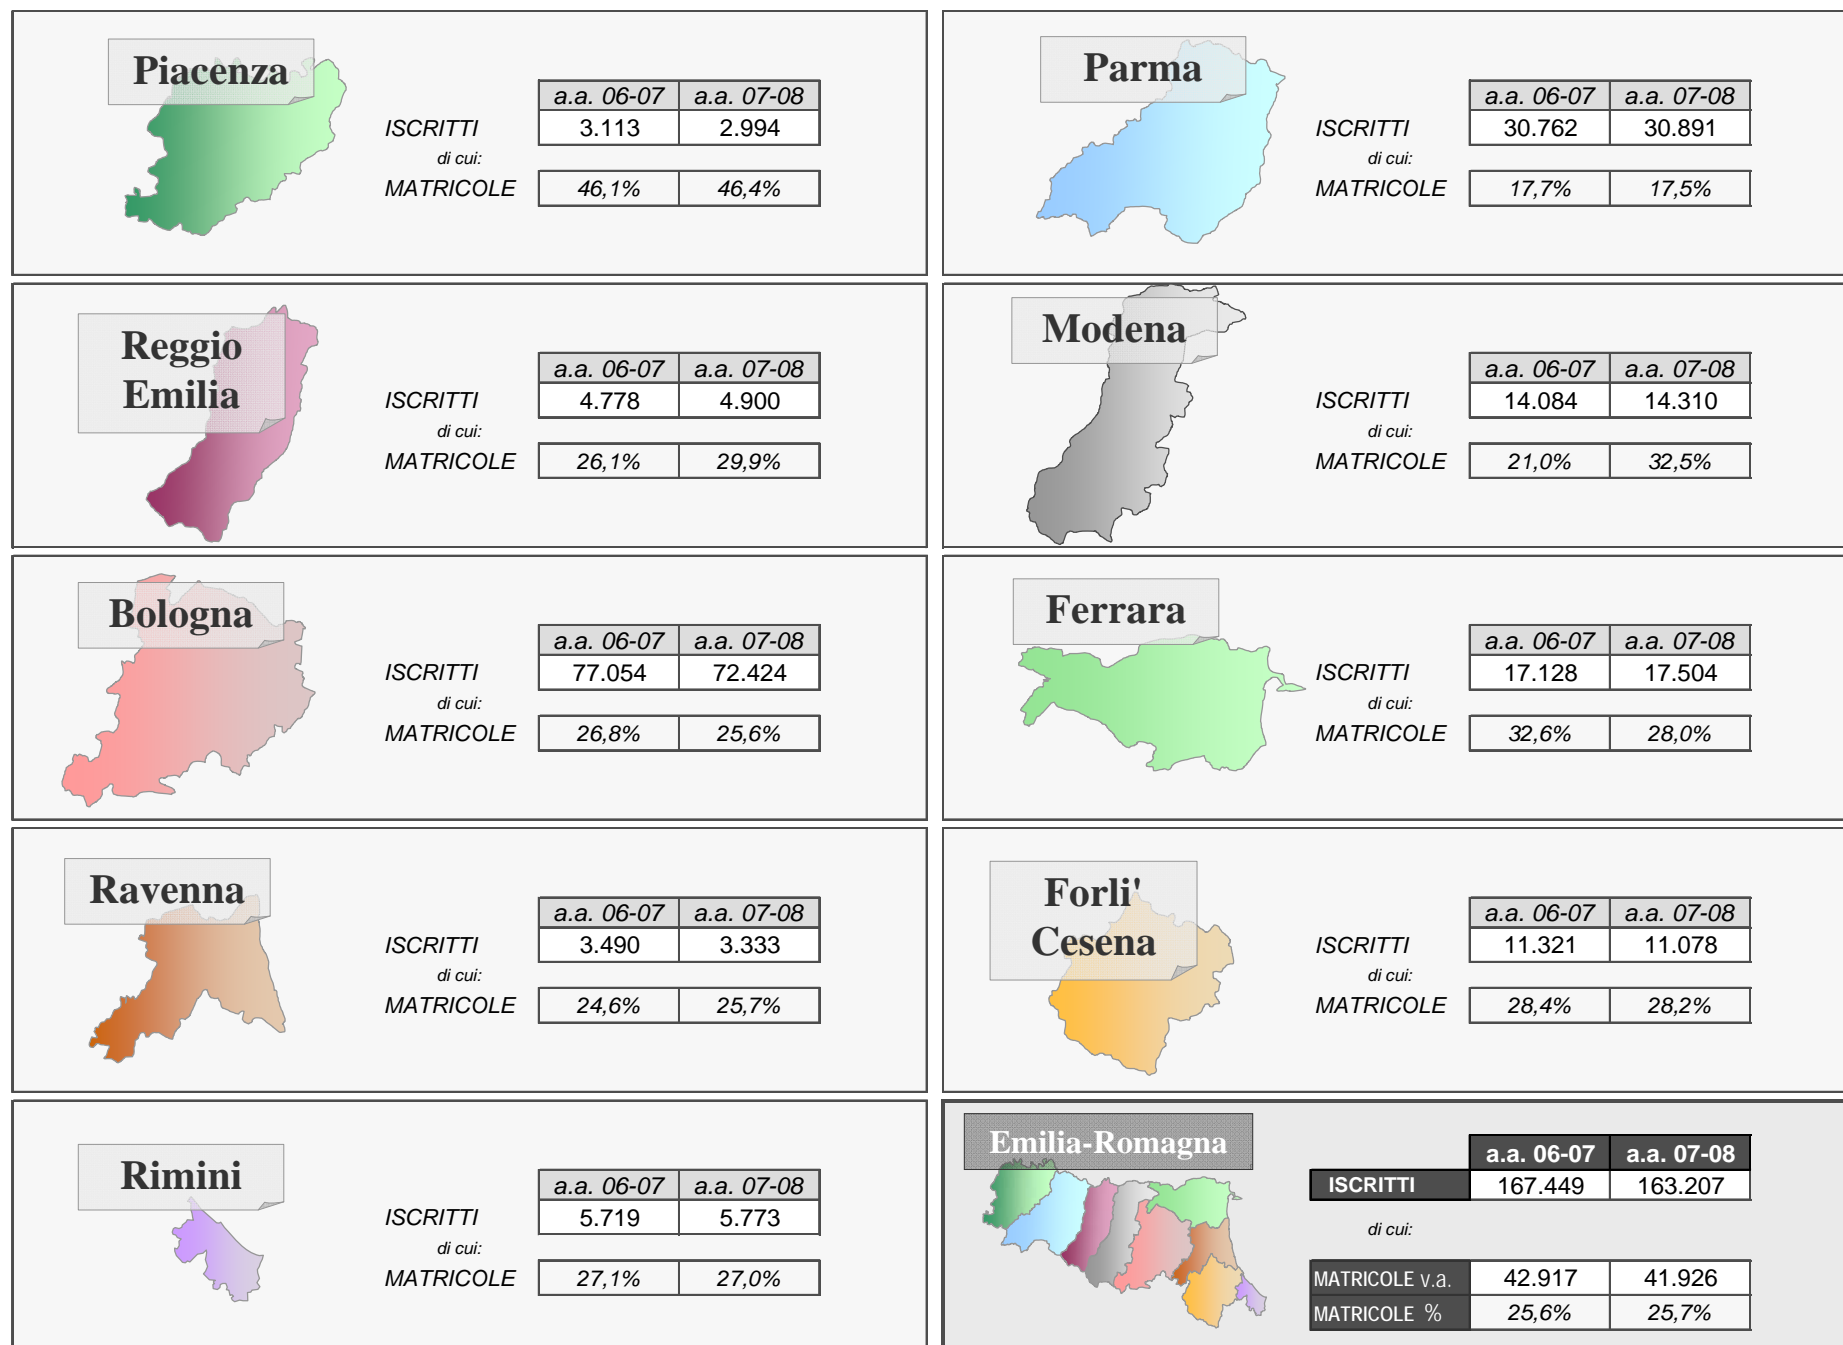 Piacenza
a.a. 06-07 a.a. 07-08
ISCRITTI 3.113 2.994
di cui:
MATRICOLE 46,1% 46,4%
Parma
a.a. 06-07 a.a. 07-08
ISCRITTI 30.762 30.891
di cui:
MATRICOLE 17,7% 17,5%
Reggio
Emilia
a.a. 06-07 a.a. 07-08
ISCRITTI 4.778 4.900
di cui:
MATRICOLE 26,1% 29,9%
Modena
a.a. 06-07 a.a. 07-08
ISCRITTI 14.084 14.310
di cui:
MATRICOLE 21,0% 32,5%
Bologna
a.a. 06-07 a.a. 07-08
ISCRITTI 77.054 72.424
di cui:
MATRICOLE 26,8% 25,6%
Ferrara
a.a. 06-07 a.a. 07-08
ISCRITTI 17.128 17.504
di cui:
MATRICOLE 32,6% 28,0%
Ravenna
a.a. 06-07 a.a. 07-08
ISCRITTI 3.490 3.333
di cui:
MATRICOLE 24,6% 25,7%
Forli'
Cesena
a.a. 06-07 a.a. 07-08
ISCRITTI 11.321 11.078
di cui:
MATRICOLE 28,4% 28,2%
Rimini
a.a. 06-07 a.a. 07-08
ISCRITTI 5.719 5.773
di cui:
MATRICOLE 27,1% 27,0%
Emilia-Romagna
a.a. 06-07 a.a. 07-08
ISCRITTI 167.449 163.207
di cui:
MATRICOLE v.a. 42.917 41.926
MATRICOLE % 25,6% 25,7%